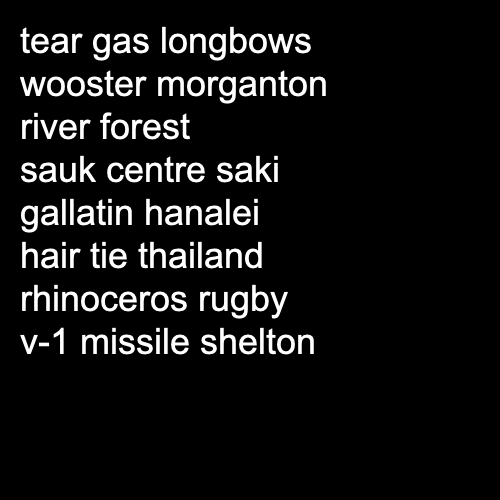 tear gas longbows
wooster morganton
river forest
sauk centre saki
gallatin hanalei
hair tie thailand
rhinoceros rugby
v-1 missile shelton